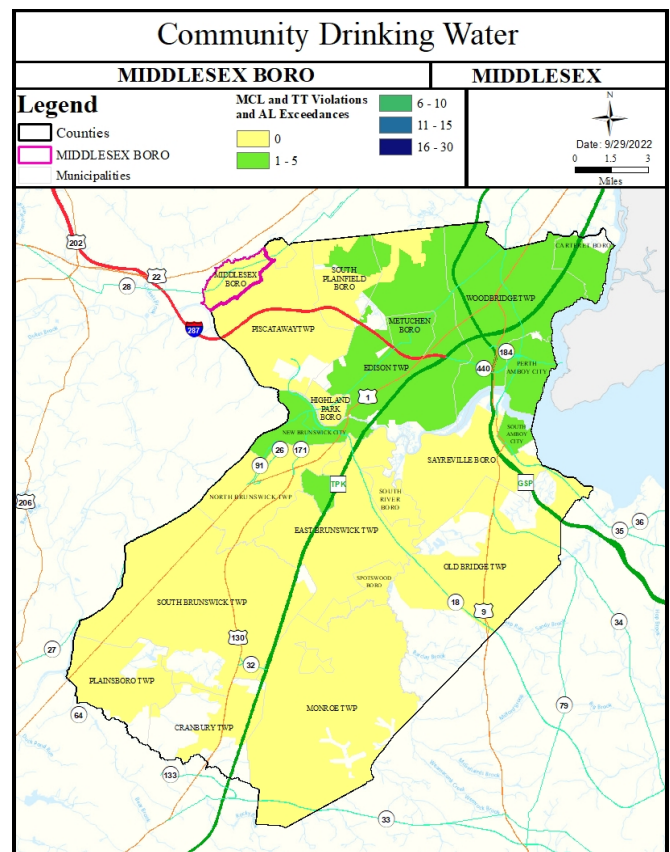 Community Drinking Water
MIDDLESEX BORO
MIDDLESEX
Legend
Counties
MIDDLESEX BORO
Municipalities
MCL and TT Violations
and AL Exceedances
0
1 - 5
6 - 10
11 - 15
16 - 30
N
Date: 9/29/2022
0 1.5 3
Miles
202
22
28
287
MIDDLESEX
BORO
SOUTH
PLAINFIELD
BORO
CARTERET BORO
WOODBRIDGE TWP
METUCHEN
BORO
PISCATAWAY TWP
EDISON TWP
184
440
PERTH
AMBOY CITY
1
HIGHLAND
PARK
BORO
NEW BRUNSWICK CITY
SOUTH
AMBOY
CITY
26
171
91
SAYREVILLE BORO
206
NORTH BRUNSWICK TWP
TPK
SOUTH
RIVER
BORO
GSP
36
35
EAST BRUNSWICK TWP
OLD BRIDGE TWP
SPOTSWOOD
BORO
18
9
34
SOUTH BRUNSWICK TWP
27
130
32
PLAINSBORO TWP
64
MONROE TWP
79
CRANBURY TWP
133
33